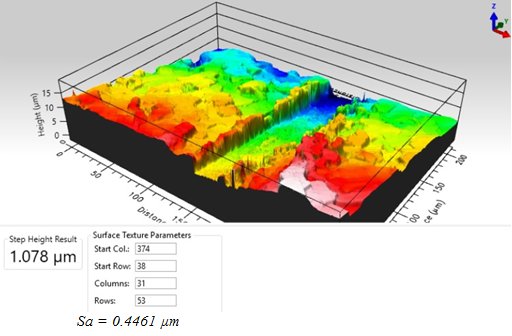 Z
Y
15
10
5
0
Height (µm)
0
50
100
150
Distan
200
150
100
ce (µm)
Step Height Result
1.078 µm
Surface Texture Parameters
Start Col.: 374
Start Row: 38
Columns: 31
Rows: 53
Sa = 0.4461 µm